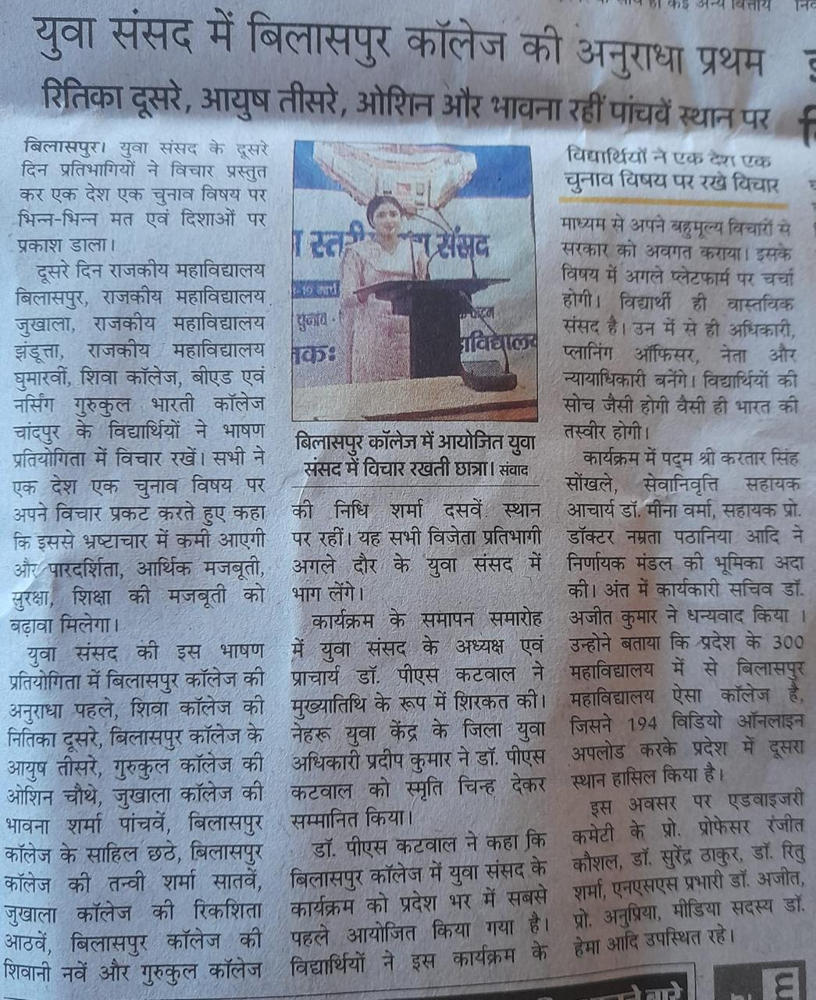 युवा संसद में बिलासपुर कॉलेज की अनुराधा प्रथम
रितिका दूसरे, आयुष तीसरे, ओशिन और भावना रहीं पांचवें स्थान पर
बिलासपुर। युवा संसद के दूसरे
दिन प्रतिभागियों ने विचार प्रस्तुत
कर एक देश एक चुनाव विषय पर
भिन्न-भिन्न मत एवं दिशाओं पर
प्रकाश डाला।
दूसरे दिन राजकीय महाविद्यालय
बिलासपुर, राजकीय महाविद्यालय
जुखाला, राजकीय महाविद्यालय
झंडूत्ता, राजकीय महाविद्यालय
घुमारवीं, शिवा कॉलेज, बीएड एवं
नर्सिंग गुरुकुल भारती कॉलेज
चांदपुर के विद्यार्थियों ने भाषण
प्रतियोगिता में विचार रखें। सभी ने
एक देश एक चुनाव विषय पर
अपने विचार प्रकट करते हुए कहा
कि इससे भ्रष्टाचार में कमी आएगी
और पारदर्शिता, आर्थिक मजबूती,
सुरक्षा, शिक्षा की मजबूती को
बढ़ावा मिलेगा।
युवा संसद की इस भाषण
प्रतियोगिता में बिलासपुर कॉलेज की
अनुराधा पहले, शिवा कॉलेज की
नितिका दूसरे, बिलासपुर कॉलेज के
आयुष तीसरे, गुरुकुल कॉलेज की
ओशिन चौथे, जुखाला कॉलेज की
भावना शर्मा पांचवें, बिलासपुर
कॉलेज के साहिल छठे, बिलासपुर
कॉलेज की तन्वी शर्मा सातवें,
जुखाला कॉलेज की रिकशिता
आठवें, बिलासपुर कॉलेज की
शिवानी नवें और गुरुकुल कॉलेज
स्तरी
संसद
-19 मार्च
चुनाव -
बिलासपुर कॉलेज में आयोजित युवा
संसद में विचार रखती छात्रा। संवाद
की निधि शर्मा दसवें स्थान
पर रहीं। यह सभी विजेता प्रतिभागी
अगले दौर के युवा संसद में
भाग लेंगे।
कार्यक्रम के समापन समारोह
में युवा संसद के अध्यक्ष एवं
प्राचार्य डॉ. पीएस कटवाल ने
मुख्यातिथि के रूप में शिरकत की।
नेहरू युवा केंद्र के जिला युवा
अधिकारी प्रदीप कुमार ने डॉ. पीएस
कटवाल को स्मृति चिन्ह देकर
सम्मानित किया।
डॉ. पीएस कटवाल ने कहा कि
बिलासपुर कॉलेज में युवा संसद के
कार्यक्रम को प्रदेश भर में सबसे
पहले आयोजित किया गया है।
विद्यार्थियों ने इस कार्यक्रम के
विद्यार्थियों ने एक देश एक
चुनाव विषय पर रखे विचार
माध्यम से अपने बहुमूल्य विचारों से
सरकार को अवगत कराया। इसके
विषय में अगले प्लेटफार्म पर चर्चा
होगी। विद्यार्थी ही वास्तविक
संसद है। उन में से ही अधिकारी,
प्लानिंग ऑफिसर, नेता और
न्यायाधिकारी बनेंगे। विद्यार्थियों की
सोच जैसी होगी वैसी ही भारत की
तस्वीर होगी।
कार्यक्रम में पद्म श्री करतार सिंह
सोंखले, सेवानिवृत्ति सहायक
आचार्य डॉ. मीना वर्मा, सहायक प्रो.
डॉक्टर नम्रता पठानिया आदि ने
निर्णायक मंडल की भूमिका अदा
की। अंत में कार्यकारी सचिव डॉ.
अजीत कुमार ने धन्यवाद किया ।
उन्होने बताया कि प्रदेश के 300
महाविद्यालय में से बिलासपुर
महाविद्यालय ऐसा कॉलेज है,
जिसने 194 विडियो ऑनलाइन
अपलोड करके प्रदेश में दूसरा
स्थान हासिल किया है।
इस अवसर पर एडवाइजरी
कमेटी के प्रो. प्रोफेसर रंजीत
कौशल, डॉ. सुरेंद्र ठाकुर, डॉ. रितु
शर्मा, एनएसएस प्रभारी डॉ. अजीत,
प्रो. अनुप्रिया, मीडिया सदस्य डॉ.
हेमा आदि उपस्थित रहे।